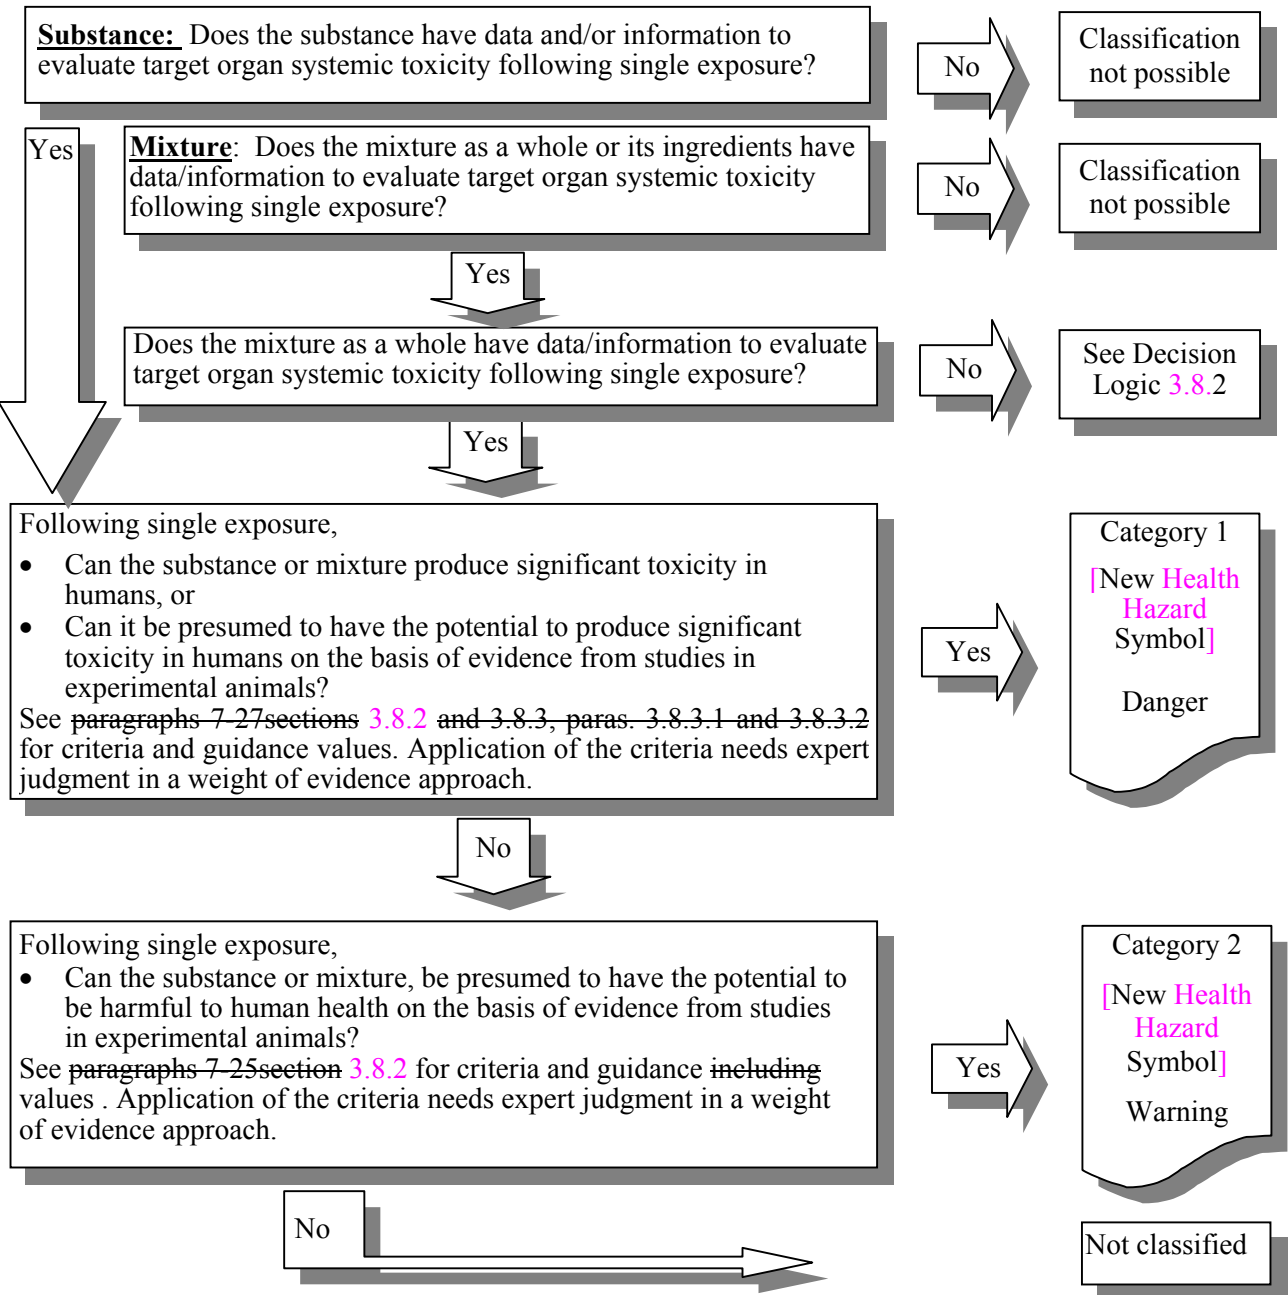 Substance: Does the substance have data and/or information to
evaluate target organ systemic toxicity following single exposure?
No
Classification
not possible
Yes
Mixture: Does the mixture as a whole or its ingredients have
data/information to evaluate target organ systemic toxicity
following single exposure?
No
Classification
not possible
Yes
Does the mixture as a whole have data/information to evaluate
target organ systemic toxicity following single exposure?
No
See Decision
Logic 3.8.2
Yes
Following single exposure,
• Can the substance or mixture produce significant toxicity in
humans, or
• Can it be presumed to have the potential to produce significant
toxicity in humans on the basis of evidence from studies in
experimental animals?
See paragraphs 7-27sections 3.8.2 and 3.8.3, paras. 3.8.3.1 and 3.8.3.2
for criteria and guidance values. Application of the criteria needs expert
judgment in a weight of evidence approach.
Yes
Category 1
[New Health
Hazard
Symbol]
Danger
No
Following single exposure,
• Can the substance or mixture, be presumed to have the potential to
be harmful to human health on the basis of evidence from studies
in experimental animals?
See paragraphs 7-25section 3.8.2 for criteria and guidance including
values . Application of the criteria needs expert judgment in a weight
of evidence approach.
Yes
Category 2
[New Health
Hazard
Symbol]
Warning
No
Not classified